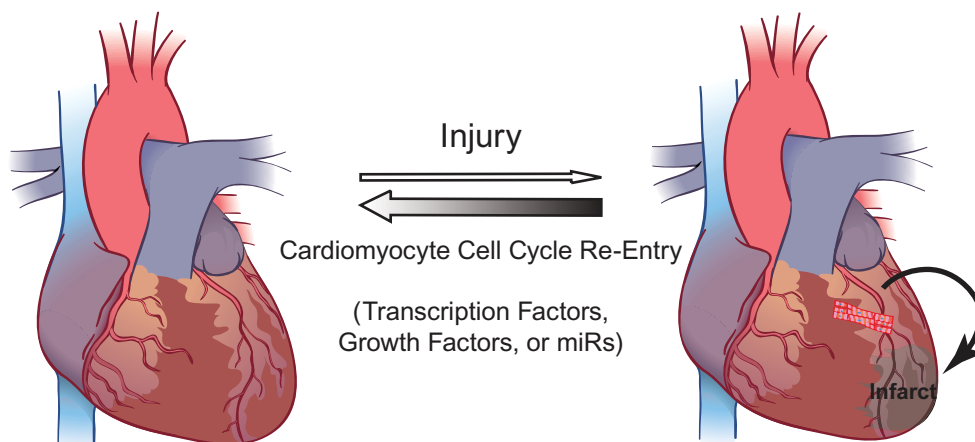 Injury
Cardiomyocyte Cell Cycle Re-Entry
(Transcription Factors,
Growth Factors, or miRs)
Infarct